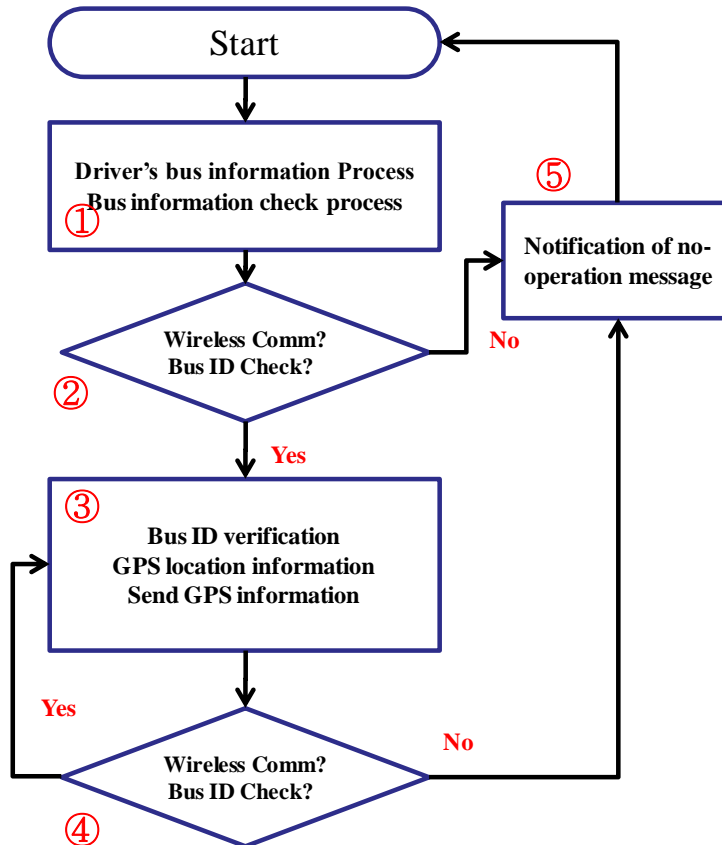 Start
Driver's bus information Process
Bus information check process
①
⑤
Notification of no-
operation message
Wireless Comm?
Bus ID Check?
No
②
Yes
③
Bus ID verification
GPS location information
Send GPS information
Yes
No
Wireless Comm?
Bus ID Check?
④